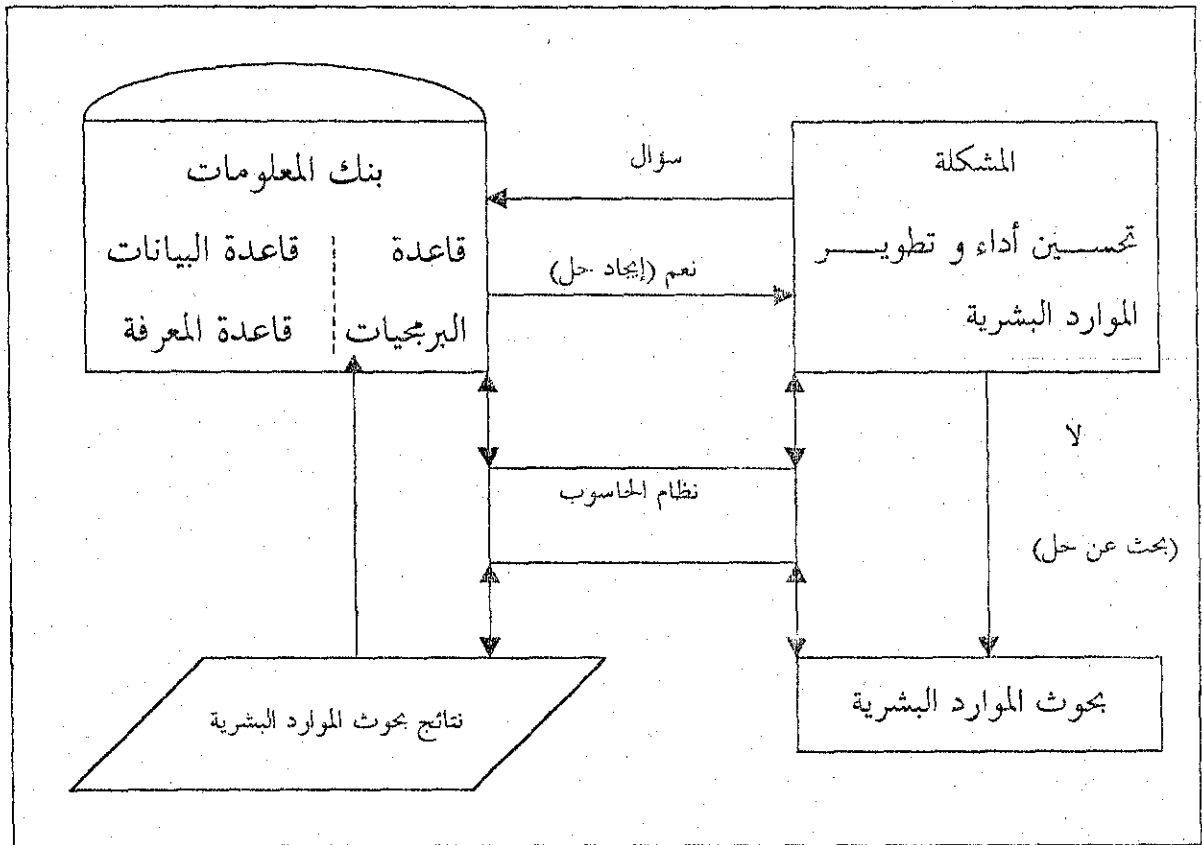 المشكلة
تحسين أداء و تطوير
الموارد البشرية
سؤال
نعم (إيجاد حل)
بنك المعلومات
قاعدة
البرمجيات
قاعدة البيانات
قاعدة المعرفة
لا
(بحث عن حل)
نظام الحاسوب
بحوث الموارد البشرية
نتائج بحوث الموارد البشرية